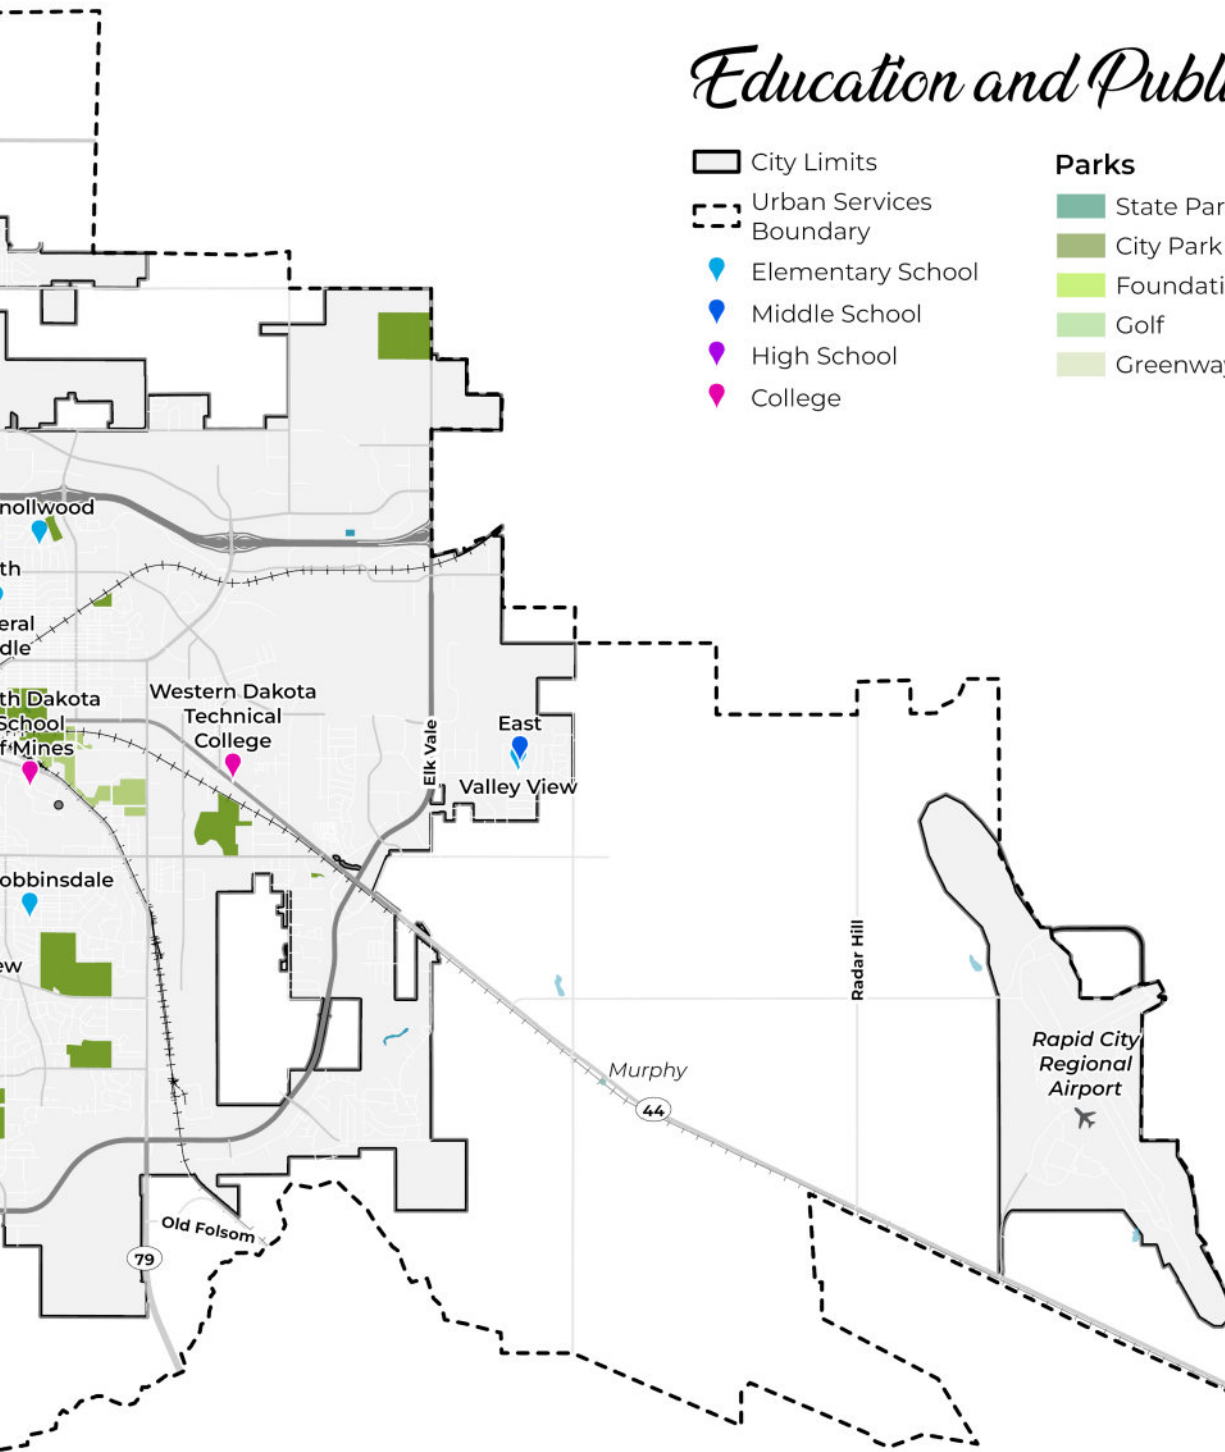 Education and Publi
City Limits
Urban Services
Boundary
Elementary School
Middle School
High School
College
Parks
State Par
City Park
Foundati
Golf
Greenway
nollwood
th
eral
dle
th Dakota
School
f Mines
Western Dakota
Technical
College
Elk Vale
East
Valley View
obbinsdale
ew
Radar Hill
Rapid City
Regional
Airport
Murphy
44
Old Folsom
79